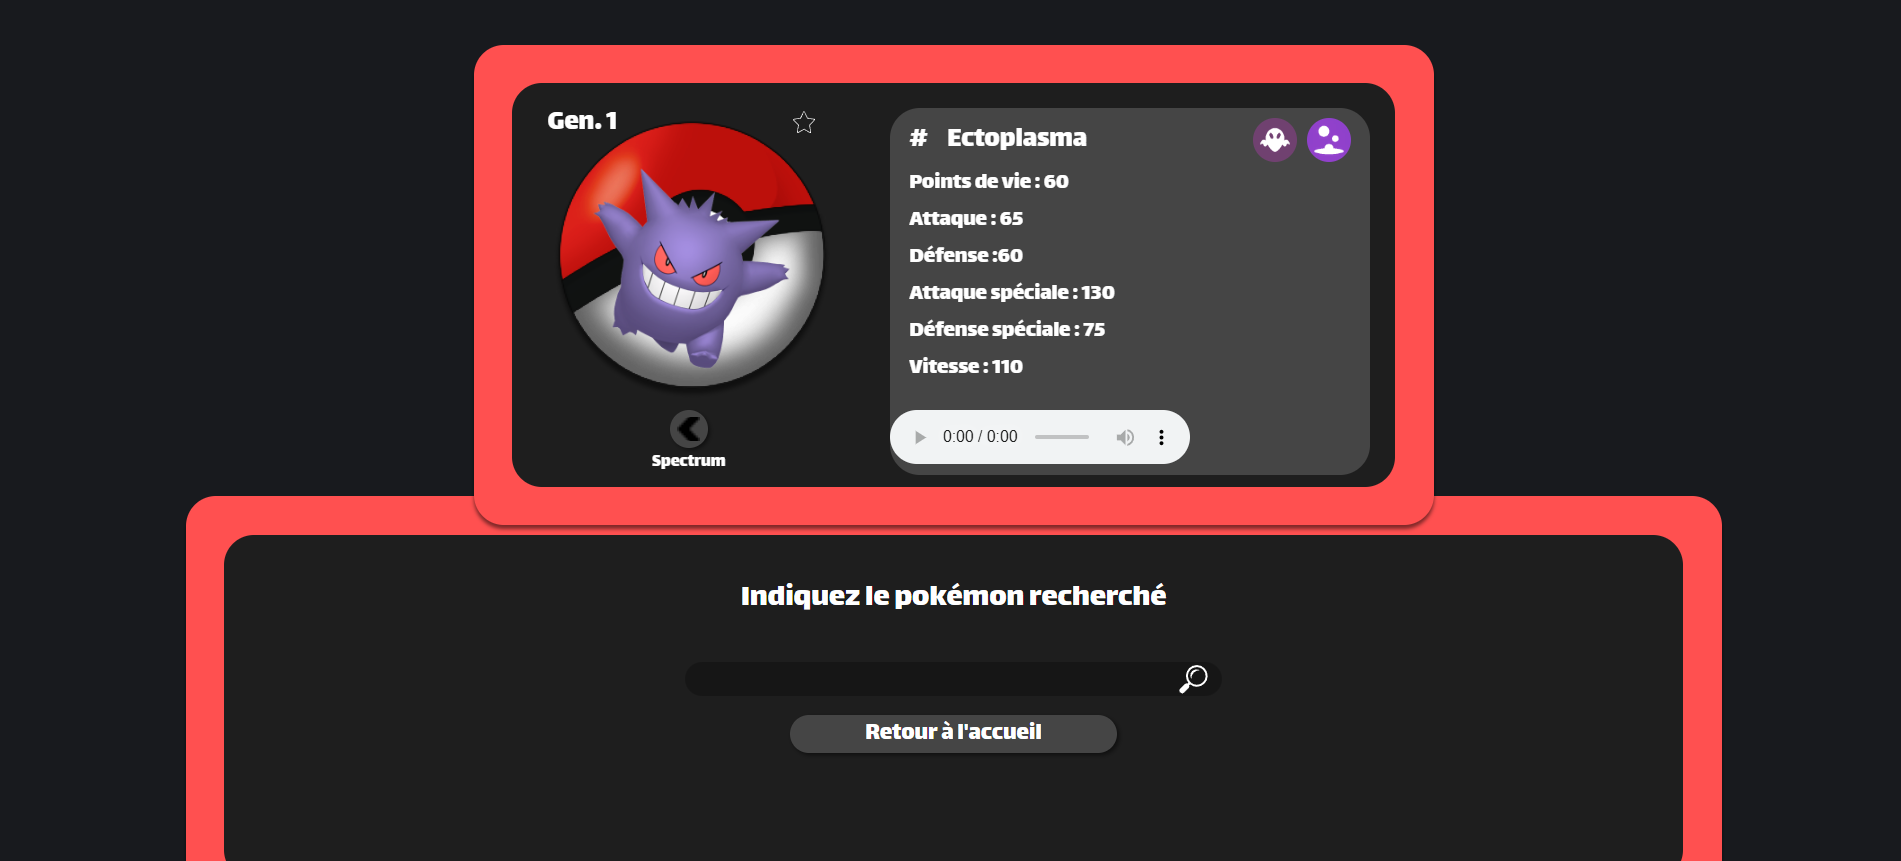 Gen. 1
# Ectoplasma
Points de vie : 60
Attaque : 65
Défense :60
Attaque spéciale : 130
Défense spéciale : 75
Vitesse : 110
0:00 / 0:00
Spectrum
Indiquez le pokémon recherché
Retour à l'accueil